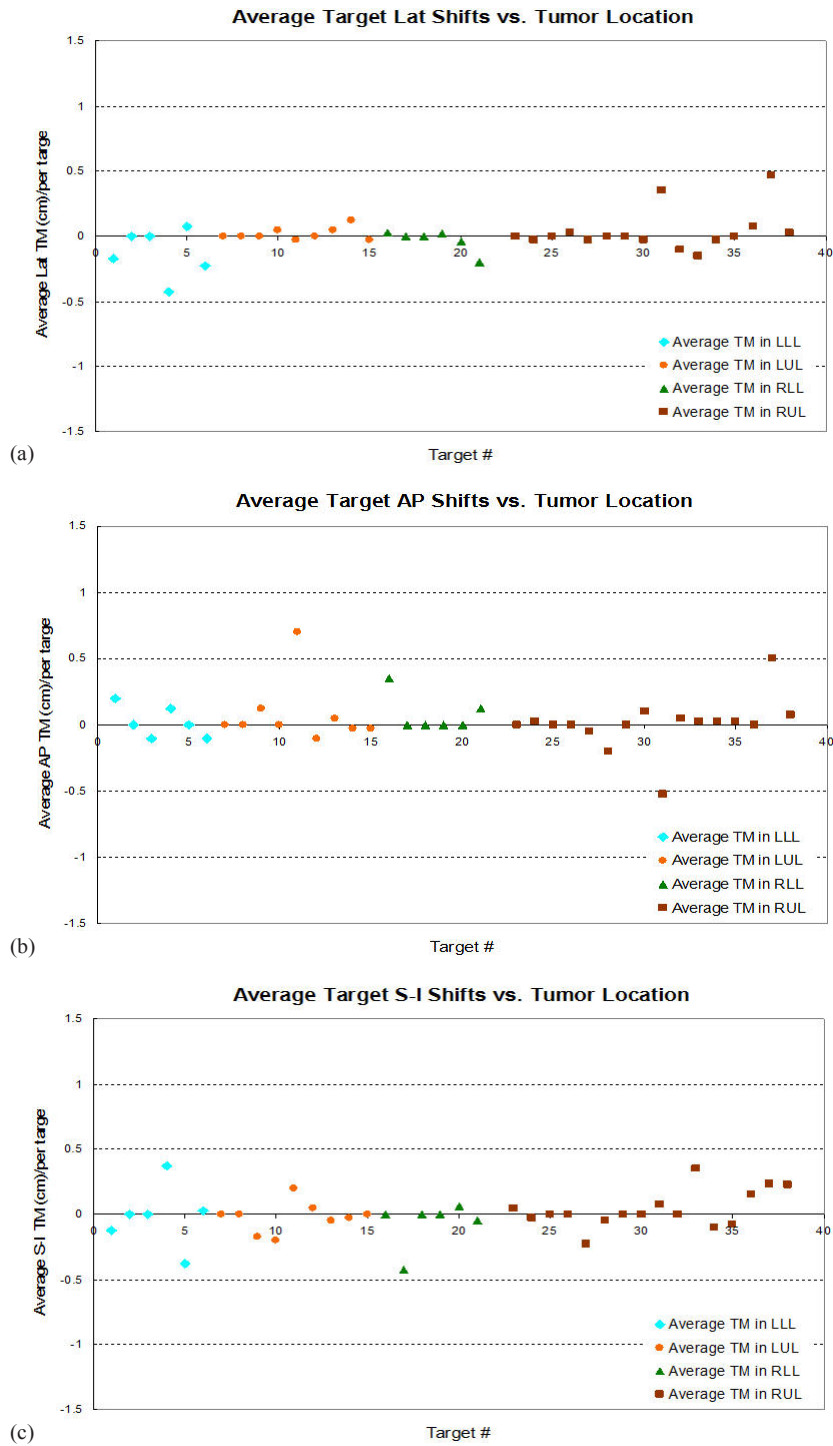 Average Target Lat Shifts vs. Tumor Location
1.5
1
0.5
0
-0.5
-1
-1.5
0 5 10 15 20 25 30 35 40
Average Lat TM (cm)/per targe
Average TM in LLL
Average TM in LUL
Average TM in RLL
Average TM in RUL
Target #
(a)
Average Target AP Shifts vs. Tumor Location
1.5
1
0.5
0
-0.5
-1
-1.5
0 5 10 15 20 25 30 35 40
Average AP TM (cm)/per targe
Average TM in LLL
Average TM in LUL
Average TM in RLL
Average TM in RUL
Target #
(b)
Average Target S-I Shifts vs. Tumor Location
1.5
1
0.5
0
-0.5
-1
-1.5
0 5 10 15 20 25 30 35 40
Average S-I TM (cm)/per targe
Average TM in LLL
Average TM in LUL
Average TM in RLL
Average TM in RUL
Target #
(c)